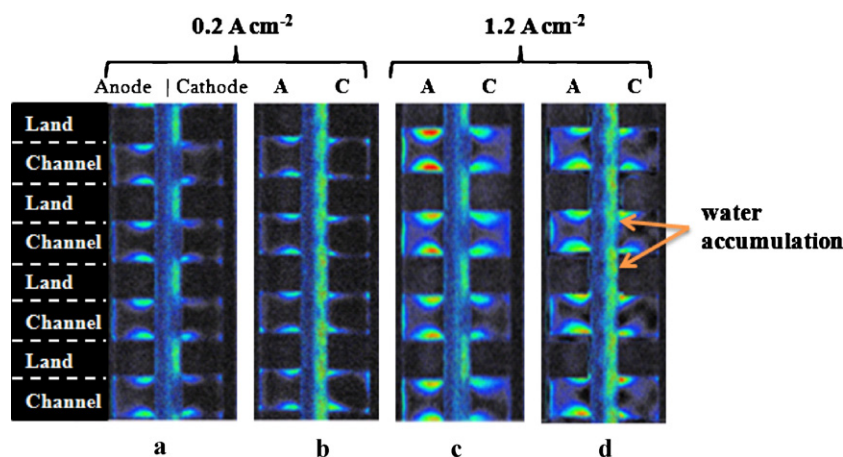 0.2 A cm-2
1.2 A cm-2
Anode | Cathode
A C
A C
A C
Land
Channel
Land
Channel
Land
Channel
Land
Channel
water
accumulation
a
b
c
d